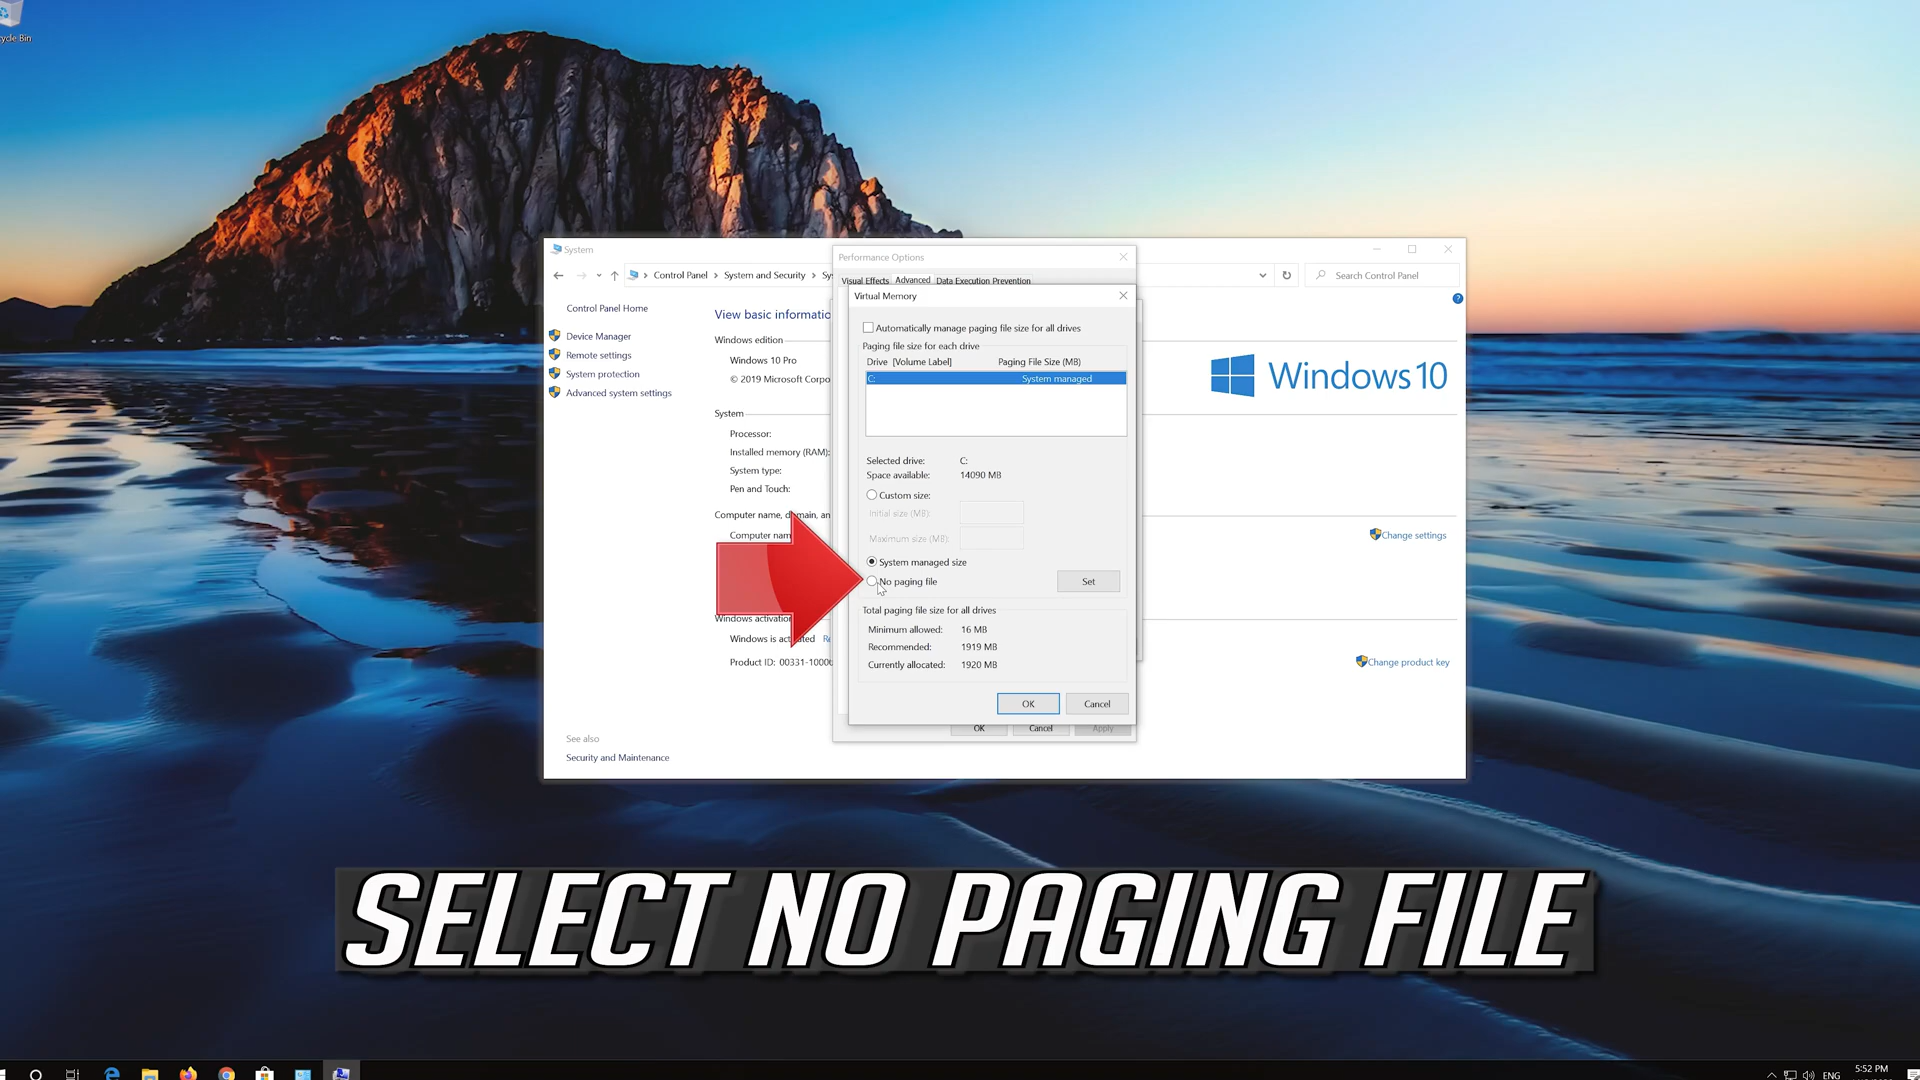 cycle Bin
System
Control Panel
System and Security
Sys
Search Control Panel
Control Panel Home
Device Manager
Remote settings
System protection
Advanced system settings
See also
Security and Maintenance
View basic informatio
Windows edition
Windows 10 Pro
© 2019 Microsoft Corpo
System
Processor:
Installed memory (RAM):
System type:
Pen and Touch:
Computer name, domain, an
Computer nam
Windows activation
Windows is activated Re
Product ID: 00331-1000
Windows 10
Change settings
Change product key
Performance Options
Visual Effects Advanced Data Execution Prevention
Virtual Memory
Automatically manage paging file size for all drives
Paging file size for each drive
Drive [Volume Label] Paging File Size (MB)
C: System managed
Selected drive: C:
Space available: 14090 MB
Custom size:
Initial size (MB):
Maximum size (MB):
System managed size
No paging file
Set
Total paging file size for all drives
Minimum allowed: 16 MB
Recommended: 1919 MB
Currently allocated: 1920 MB
OK Cancel
OK Cancel Apply
SELECT NO PAGING FILE
ENG
5:52 PM